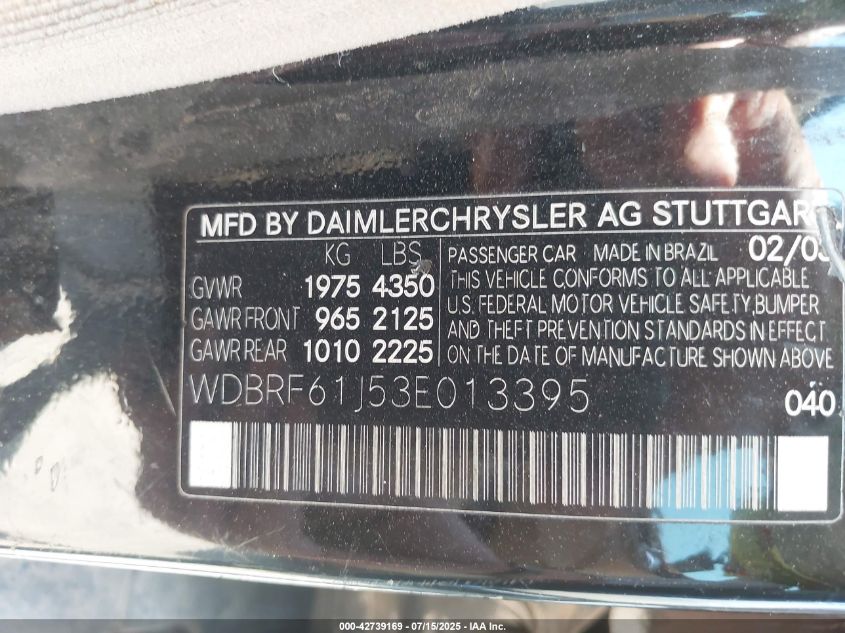 MFD BY DAIMLERCHRYSLER AG STUTTGAR
KG LBS PASSENGER CAR MADE IN BRAZIL 02/03
GVWR 1975 4350 THIS VEHICLE CONFORMS TO ALL APPLICABLE
U.S. FEDERAL MOTOR VEHICLE SAFETY,BUMPER
GAWR FRONT 965 2125 AND THEFT PREVENTION STANDARDS IN EFFECT
GAWR REAR 1010 2225 ON THE DATE OF MANUFACTURE SHOWN ABOVE.
WDBRF61J53E013395
040
000-42739169 - 07/15/2025 - IAA Inc.